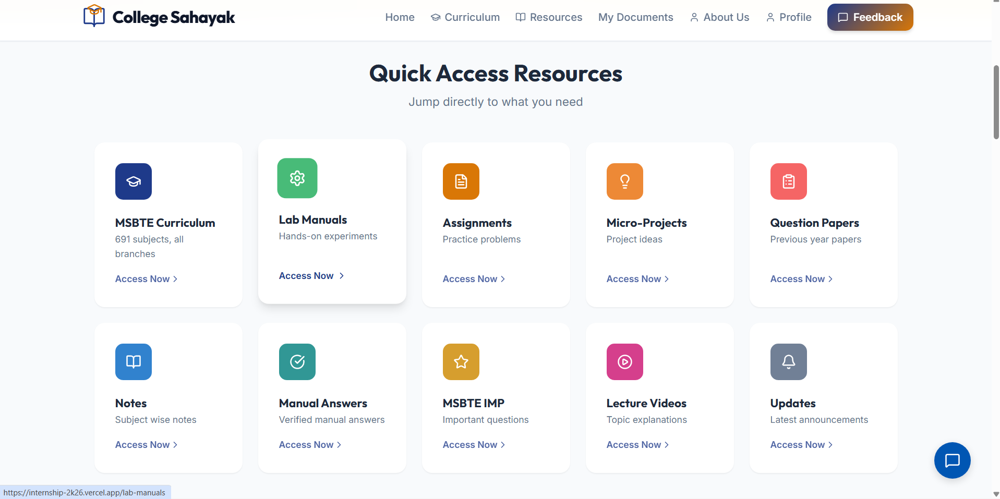 College Sahayak
Home
Curriculum
Resources
My Documents
About Us
Profile
Feedback
Quick Access Resources
Jump directly to what you need
MSBTE Curriculum
691 subjects, all
branches
Access Now
Lab Manuals
Hands-on experiments
Access Now
Assignments
Practice problems
Access Now
Micro-Projects
Project ideas
Access Now
Question Papers
Previous year papers
Access Now
Notes
Subject wise notes
Access Now
Manual Answers
Verified manual answers
Access Now
MSBTE IMP
Important questions
Access Now
Lecture Videos
Topic explanations
Access Now
Updates
Latest announcements
Access Now
https://internship-2k26.vercel.app/lab-manuals